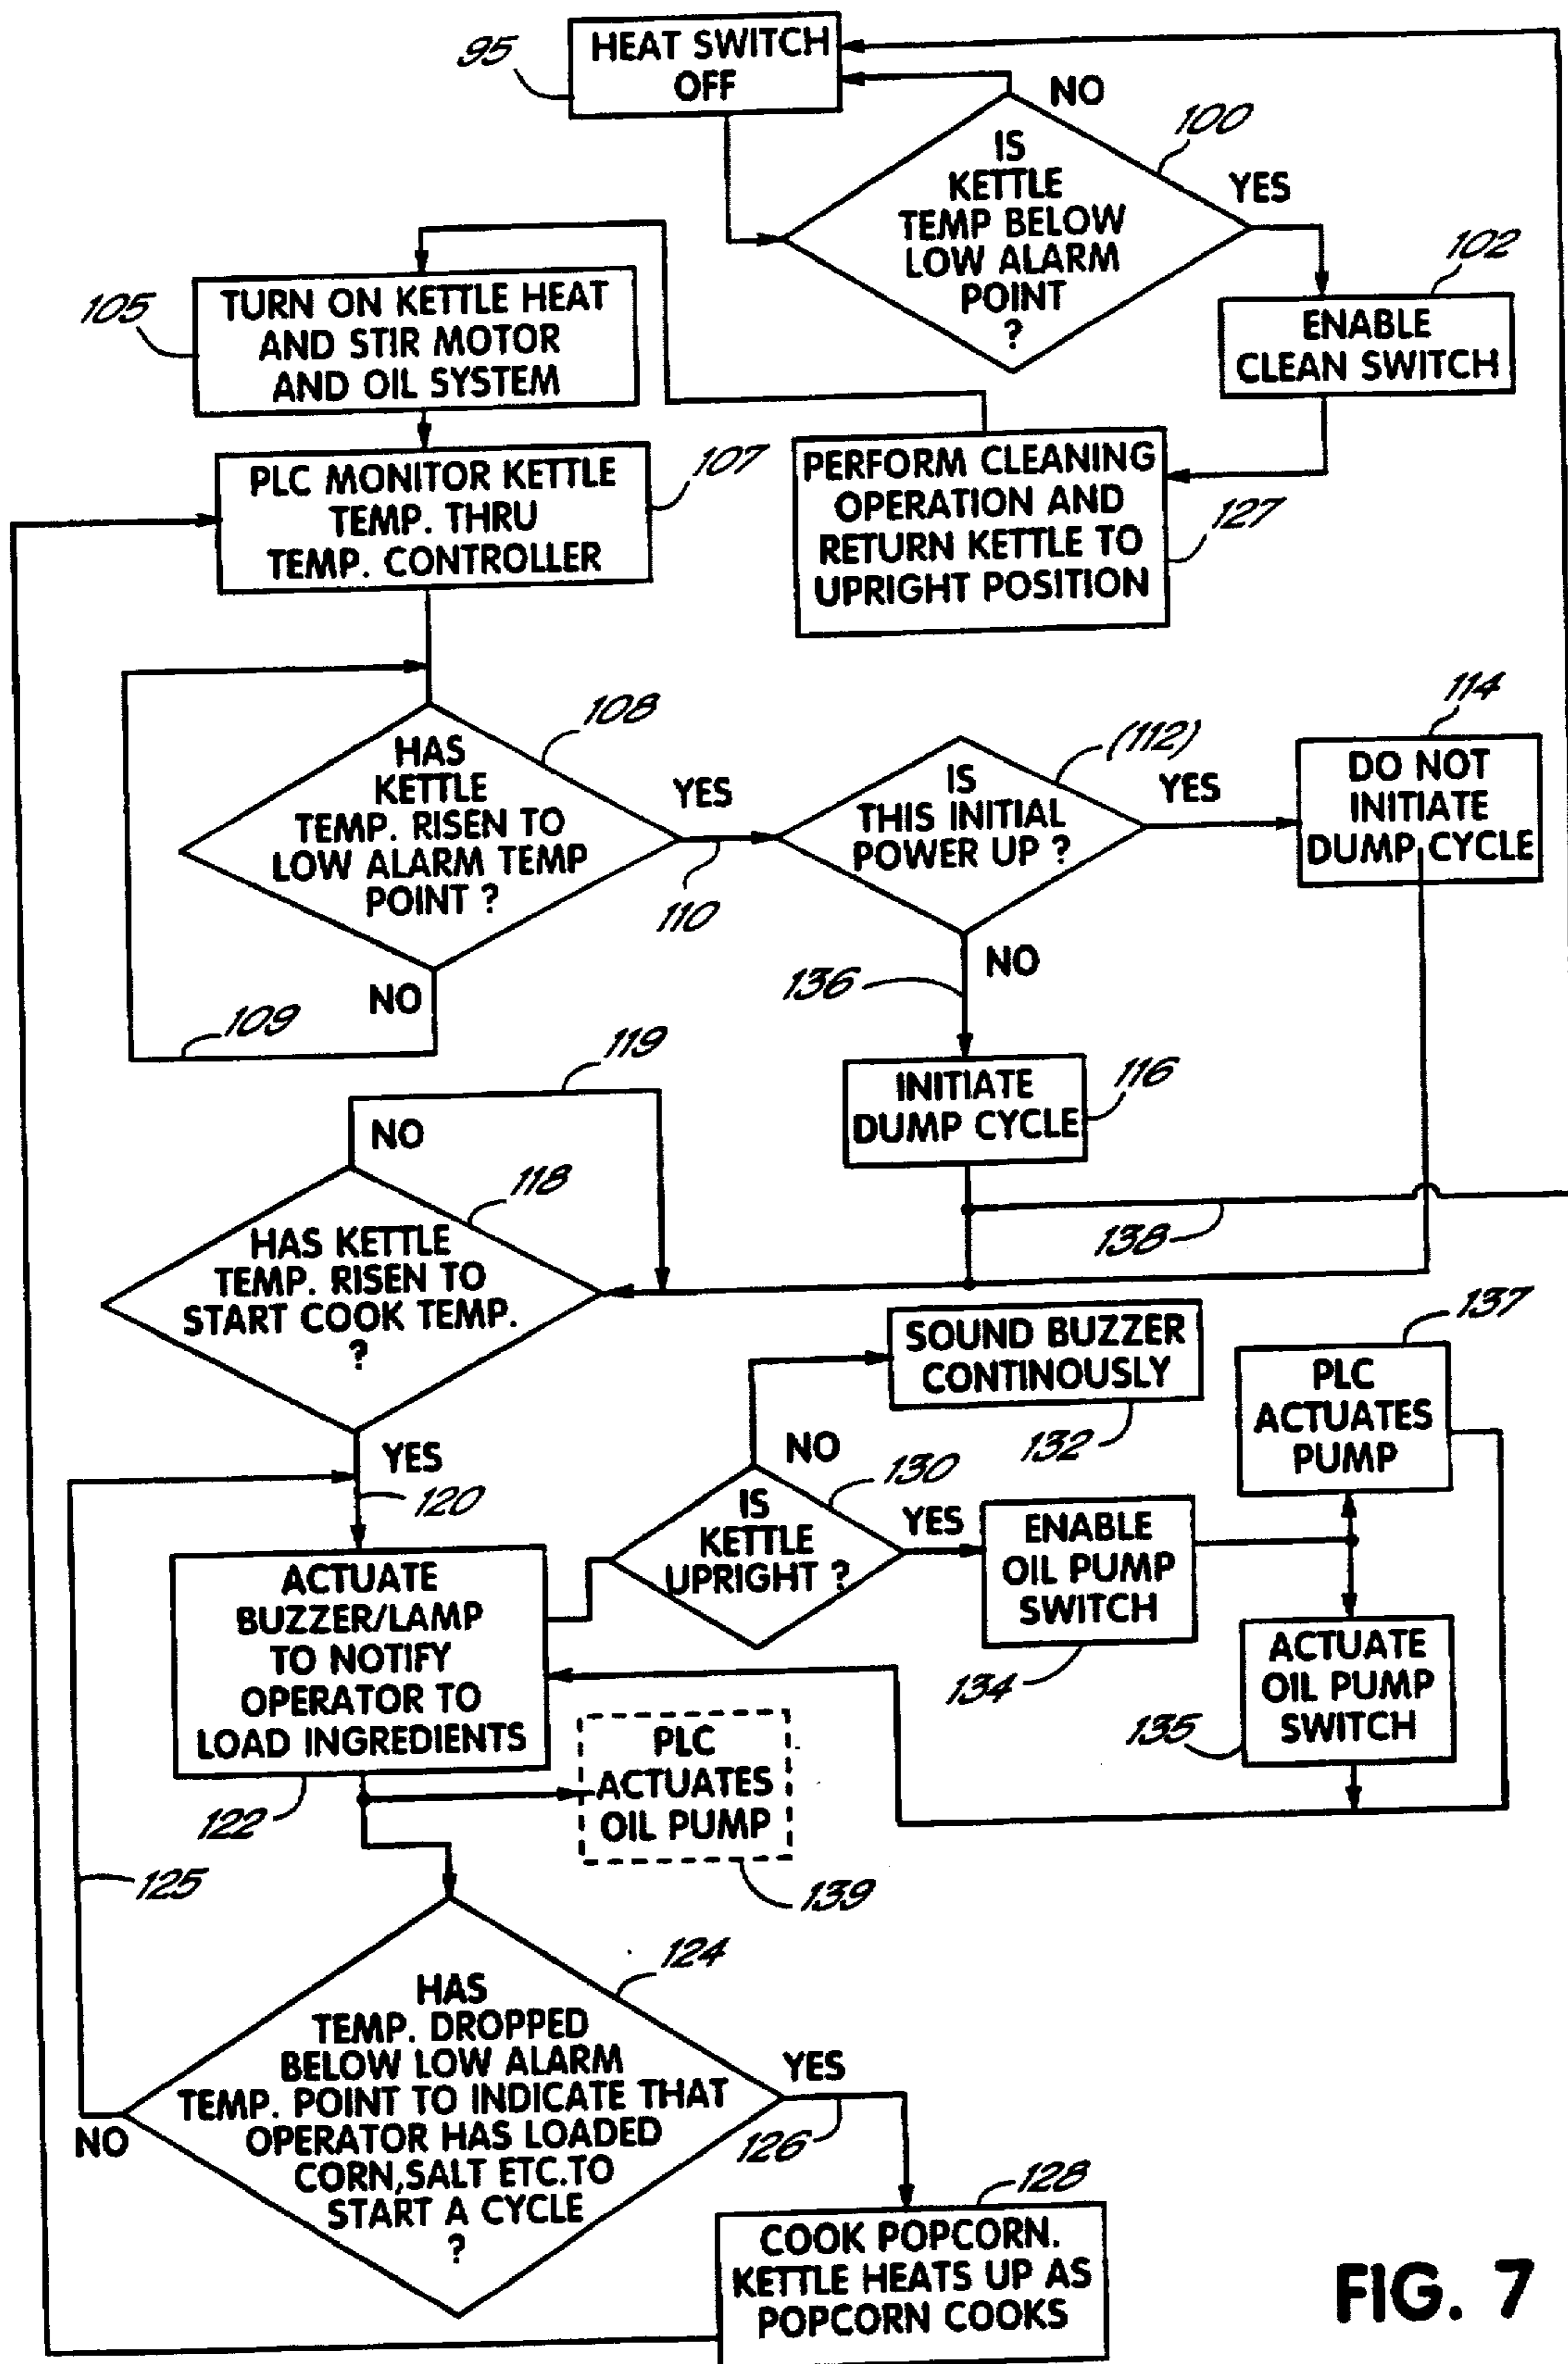 95
HEAT SWITCH
OFF
NO
100
IS
KETTLE
TEMP BELOW
LOW ALARM
POINT
?
YES
102
ENABLE
CLEAN SWITCH
105
TURN ON KETTLE HEAT
AND STIR MOTOR
AND OIL SYSTEM
PLC MONITOR KETTLE
TEMP. THRU
TEMP. CONTROLLER
107
PERFORM CLEANING
OPERATION AND
RETURN KETTLE TO
UPRIGHT POSITION
127
108
HAS
KETTLE
TEMP. RISEN TO
LOW ALARM TEMP
POINT ?
YES
110
NO
109
(112)
IS
THIS INITIAL
POWER UP ?
YES
114
DO NOT
INITIATE
DUMP CYCLE
NO
136
INITIATE
DUMP CYCLE
116
138
119
NO
118
HAS KETTLE
TEMP. RISEN TO
START COOK TEMP.
?
YES
120
SOUND BUZZER
CONTINOUSLY
132
NO
130
IS
KETTLE
UPRIGHT ?
YES
ENABLE
OIL PUMP
SWITCH
134
137
PLC
ACTUATES
PUMP
ACTUATE
OIL PUMP
SWITCH
135
ACTUATE
BUZZER/LAMP
TO NOTIFY
OPERATOR TO
LOAD INGREDIENTS
122
PLC
ACTUATES
OIL PUMP
139
125
124
HAS
TEMP. DROPPED
BELOW LOW ALARM
TEMP. POINT TO INDICATE THAT
OPERATOR HAS LOADED
CORN,SALT ETC.TO
START A CYCLE
?
NO
YES
126
128
COOK POPCORN.
KETTLE HEATS UP AS
POPCORN COOKS
FIG. 7